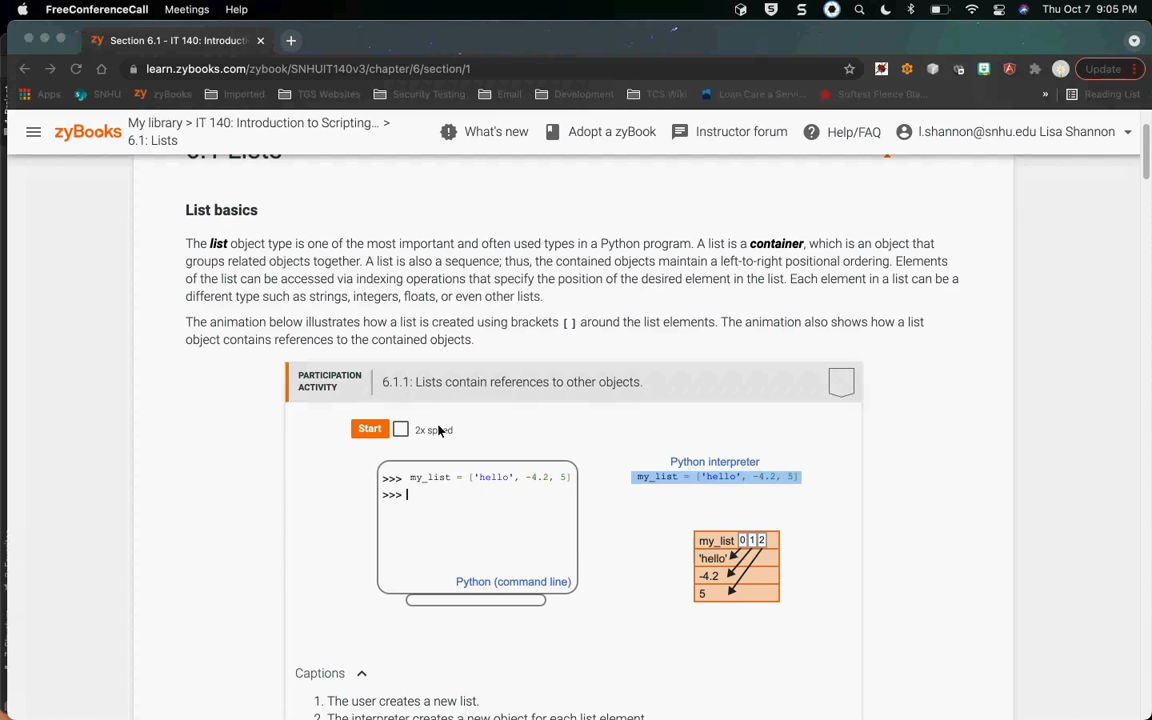 FreeConferenceCall Meetings Help Thu Oct 7 9:05 PM
zy Section 6.1 - IT 140: Introducti
learn.zybooks.com/zybook/SNHUIT140v3/chapter/6/section/1 Update
Apps SNHU zy zyBooks Imported TGS Websites Security Testing Email Development TCS Wiki Lawn Care a Servi... Softest Fleece Bla... » Reading List
zyBooks My library > IT 140: Introduction to Scripting... >
6.1: Lists
What's new Adopt a zyBook Instructor forum Help/FAQ l.shannon@snhu.edu Lisa Shannon
6.1 Lists
List basics
The list object type is one of the most important and often used types in a Python program. A list is a container, which is an object that
groups related objects together. A list is also a sequence; thus, the contained objects maintain a left-to-right positional ordering. Elements
of the list can be accessed via indexing operations that specify the position of the desired element in the list. Each element in a list can be a
different type such as strings, integers, floats, or even other lists.
The animation below illustrates how a list is created using brackets [ ] around the list elements. The animation also shows how a list
object contains references to the contained objects.
PARTICIPATION
ACTIVITY
6.1.1: Lists contain references to other objects.
Start 2x speed
>>> my_list = ['hello', -4.2, 5]
>>>
Python (command line)
Python interpreter
my_list = ['hello', -4.2, 5]
my_list 0 1 2
'hello'
-4.2
5
Captions
1. The user creates a new list.
2. The interpreter creates a new object for each list element.